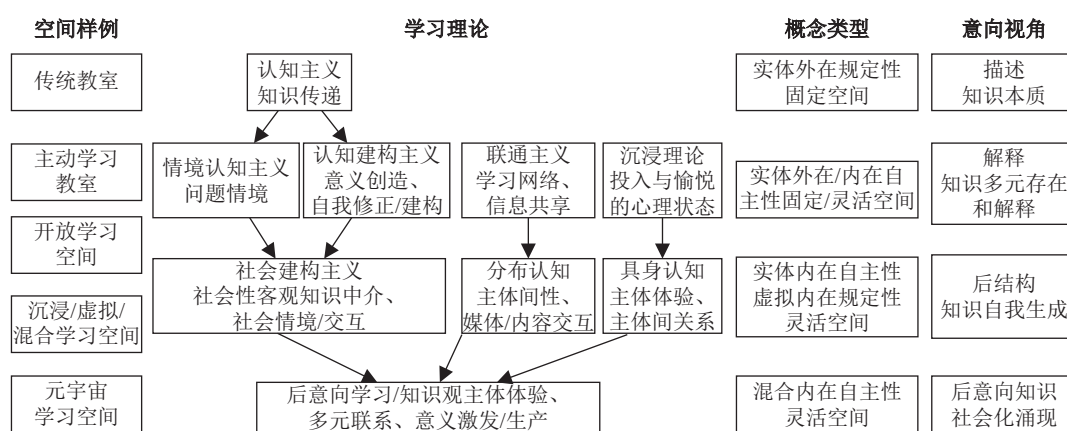 空间样例
学习理论
概念类型
意向视角
传统教室
认知主义
知识传递
实体外在规定性
固定空间
描述
知识本质
主动学习
教室
情境认知主义
问题情境
认知建构主义
意义创造、
自我修正/建构
联通主义
学习网络、
信息共享
沉浸理论
投入与愉悦
的心理状态
实体外在/内在自
主性固定/灵活空间
解释
知识多元存在
和解释
开放学习
空间
社会建构主义
社会性客观知识中介、
社会情境/交互
分布认知
主体间性、
媒体/内容交互
具身认知
主体体验、
主体间关系
实体内在自主性
虚拟内在规定性
灵活空间
后结构
知识自我生成
沉浸/虚拟/
混合学习空间
元宇宙
学习空间
后意向学习/知识观主体体验、
多元联系、意义激发/生产
混合内在自主性
灵活空间
后意向知识
社会化涌现